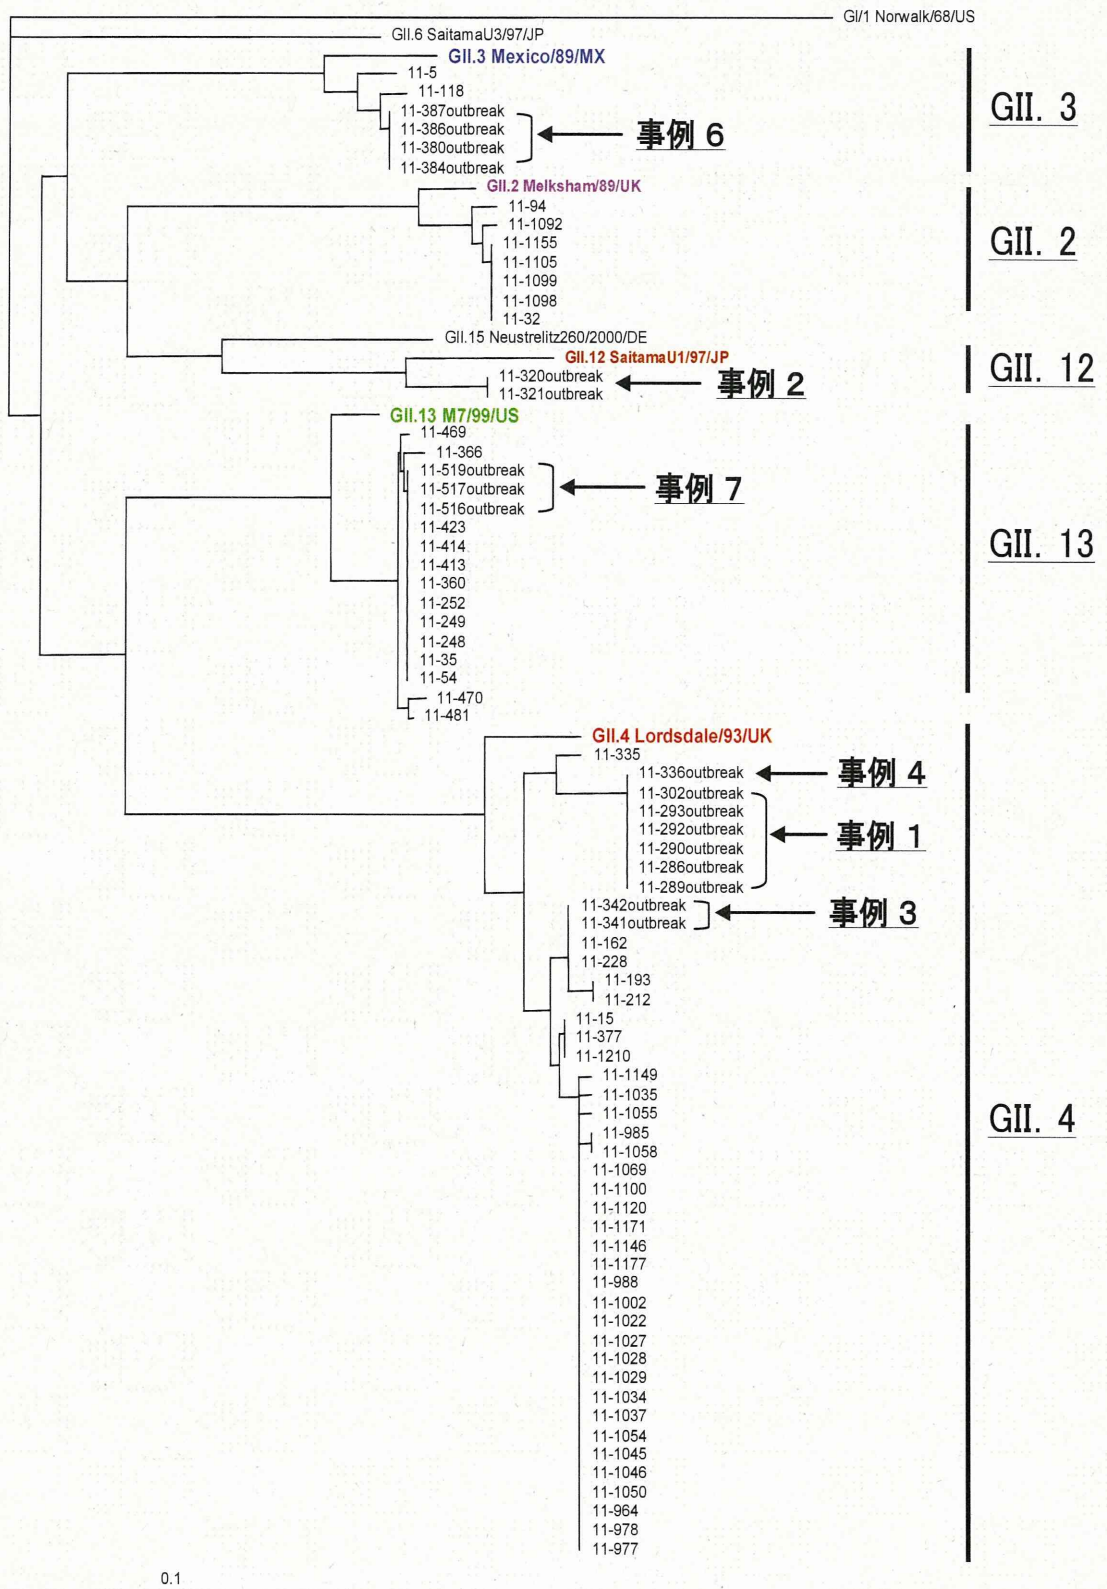 GI/1 Norwalk/68/US
GII.6 SaitamaU3/97/JP
GII.3 Mexico/89/MX
11-5
11-118
11-387outbreak
11-386outbreak
11-380outbreak
11-384outbreak
事例 6
GII. 3
GII.2 Melksham/89/UK
11-94
11-1092
11-1155
11-1105
11-1099
11-1098
11-32
GII. 2
GII.15 Neustrelitz260/2000/DE
GII.12 SaitamaU1/97/JP
11-320outbreak
11-321outbreak
事例 2
GII. 12
GII.13 M7/99/US
11-469
11-366
11-519outbreak
11-517outbreak
11-516outbreak
事例 7
11-423
11-414
11-413
11-360
11-252
11-249
11-248
11-35
11-54
11-470
11-481
GII. 13
GII.4 Lordsdale/93/UK
11-335
11-336outbreak
事例 4
11-302outbreak
11-293outbreak
11-292outbreak
11-290outbreak
11-286outbreak
11-289outbreak
事例 1
11-342outbreak
11-341outbreak
事例 3
11-162
11-228
11-193
11-212
11-15
11-377
11-1210
11-1149
11-1035
11-1055
11-985
11-1058
11-1069
11-1100
11-1120
11-1171
11-1146
11-1177
11-988
11-1002
11-1022
11-1027
11-1028
11-1029
11-1034
11-1037
11-1054
11-1045
11-1046
11-1050
11-964
11-978
11-977
GII. 4
0.1